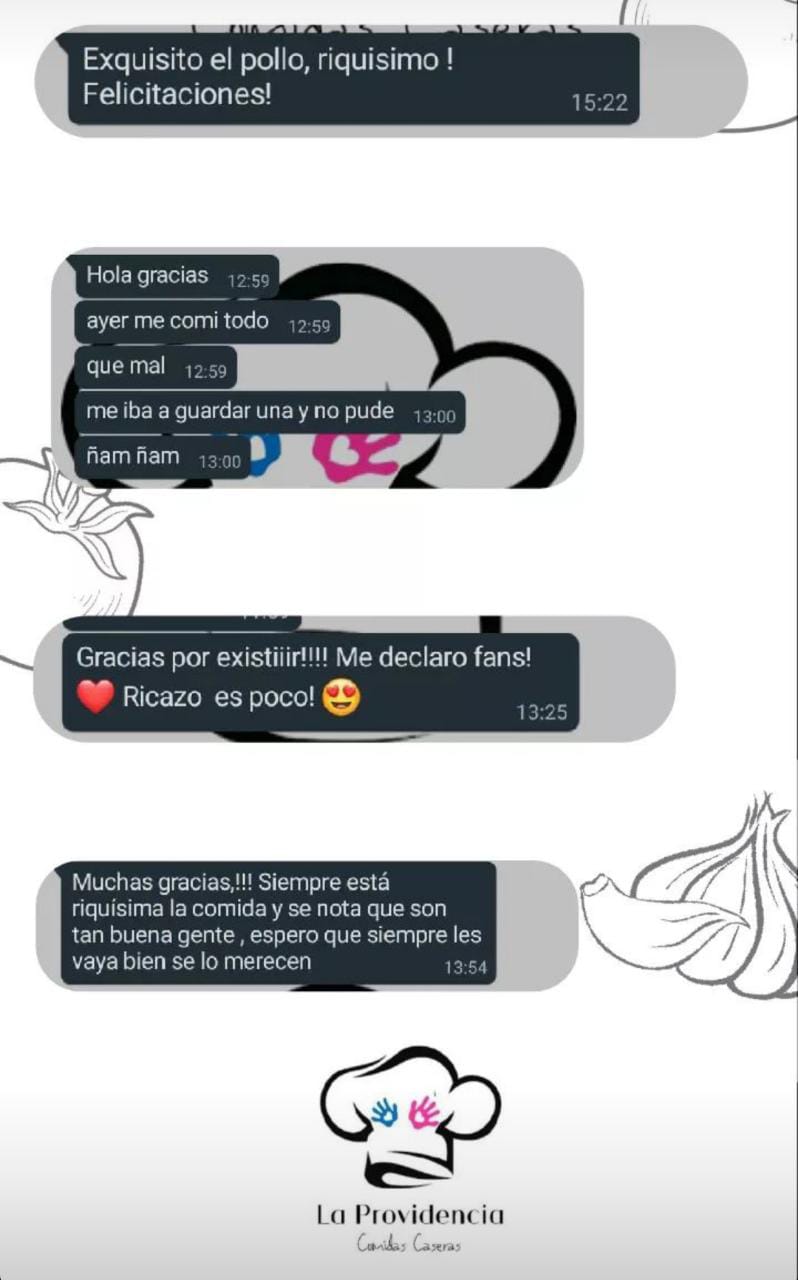 Comidas Caseras
Exquisito el pollo, riquisimo !
Felicitaciones!
15:22
Hola gracias 12:59
ayer me comi todo 12:59
que mal 12:59
me iba a guardar una y no pude 13:00
ñam ñam 13:00
Gracias por existiiir!!!! Me declaro fans!
❤️ Ricazo es poco! 😍
13:25
Muchas gracias,!!! Siempre está
riquísima la comida y se nota que son
tan buena gente , espero que siempre les
vaya bien se lo merecen
13:54
La Providencia
Comidas Caseras